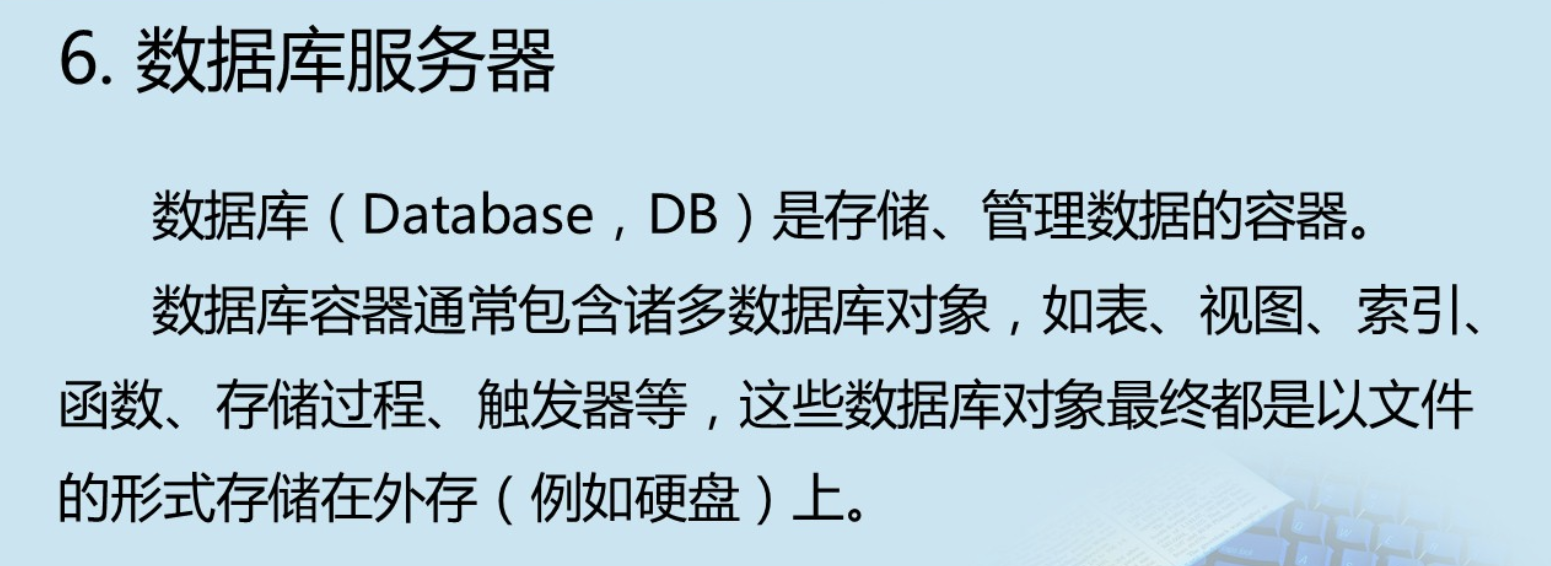 6. 数据库服务器
数据库（Database，DB）是存储、管理数据的容器。
数据库容器通常包含诸多数据库对象，如表、视图、索引、
函数、存储过程、触发器等，这些数据库对象最终都是以文件
的形式存储在外存（例如硬盘）上。